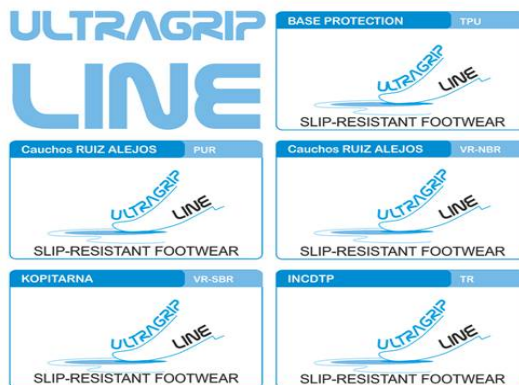 ULTRAGRIP
LINE
BASE PROTECTION TPU
ULTRAGRIP LINE
SLIP-RESISTANT FOOTWEAR
Cauchos RUIZ ALEJOS PUR
ULTRAGRIP LINE
SLIP-RESISTANT FOOTWEAR
Cauchos RUIZ ALEJOS VR-NBR
ULTRAGRIP LINE
SLIP-RESISTANT FOOTWEAR
KOPITARNA VR-SBR
ULTRAGRIP LINE
SLIP-RESISTANT FOOTWEAR
INCDTP TR
ULTRAGRIP LINE
SLIP-RESISTANT FOOTWEAR